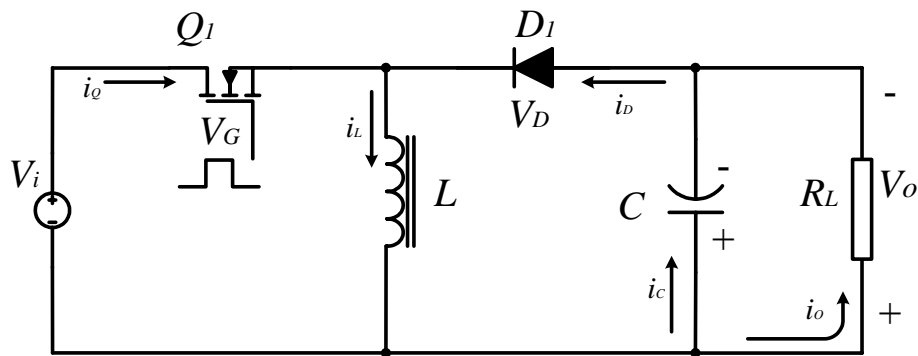 Q1
D1
iQ
VG
iL
VD
iD
-
Vi
+
-
L
C
-
+
RL
Vo
iC
iO
+